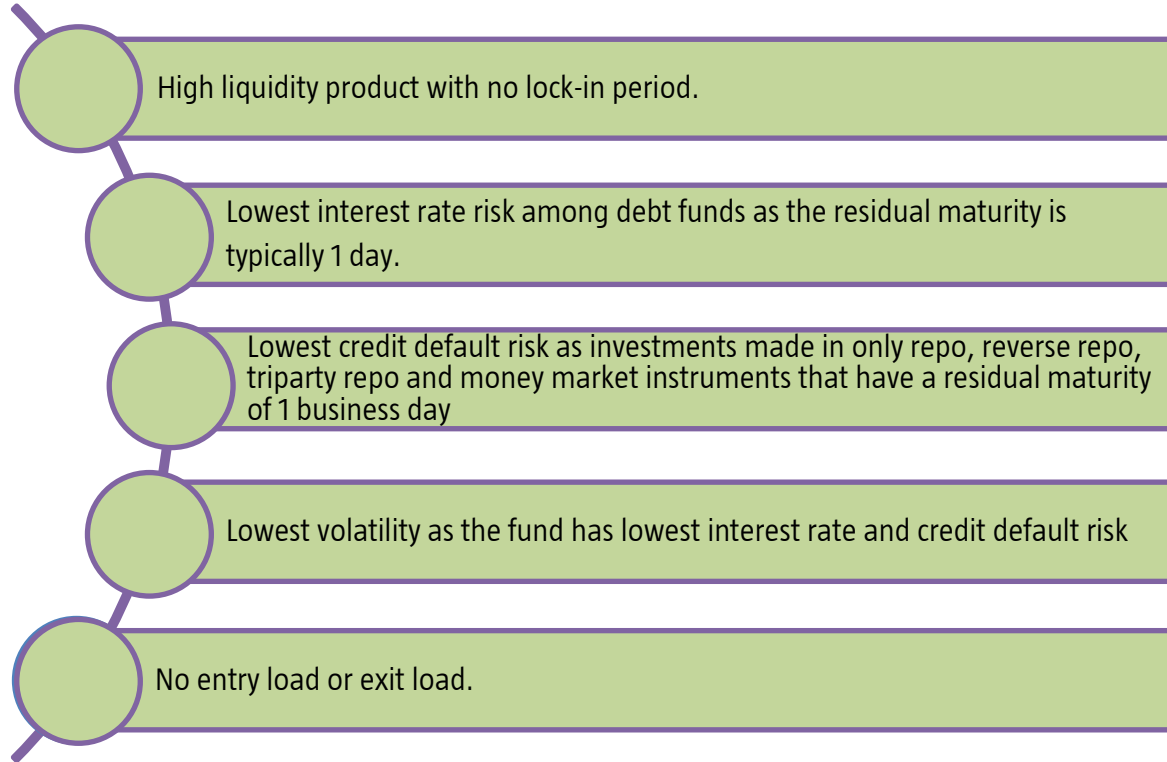 High liquidity product with no lock-in period.
Lowest interest rate risk among debt funds as the residual maturity is
typically 1 day.
Lowest credit default risk as investments made in only repo, reverse repo,
triparty repo and money market instruments that have a residual maturity
of 1 business day
Lowest volatility as the fund has lowest interest rate and credit default risk
No entry load or exit load.